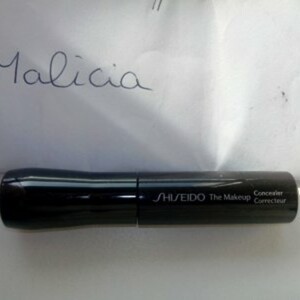 Malicia
SHISEIDO The Makeup Concealer
Correcteur